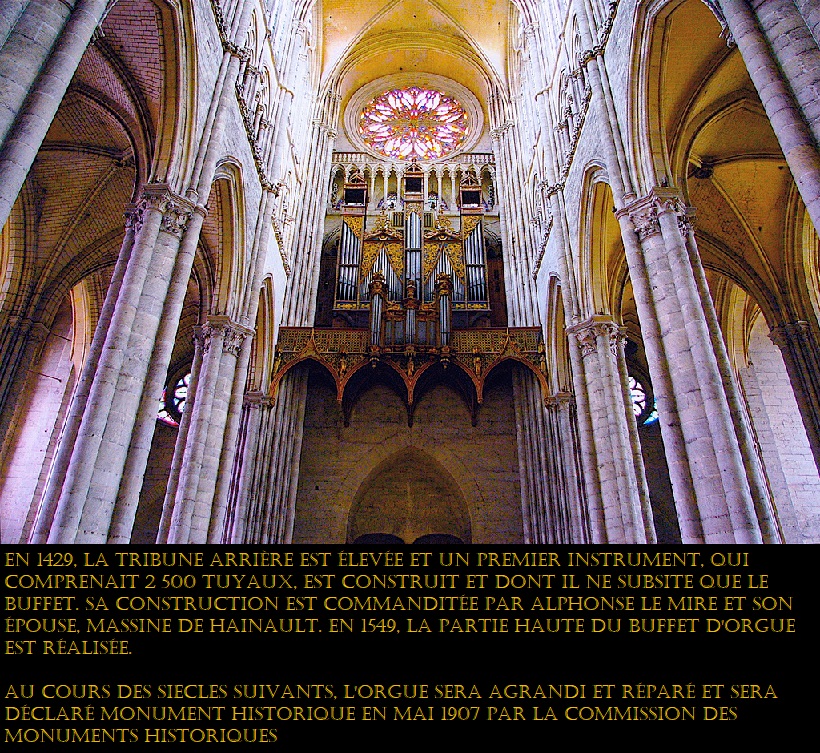 EN 1429, LA TRIBUNE ARRIÈRE EST ÉLEVÉE ET UN PREMIER INSTRUMENT, QUI
COMPRENAIT 2 500 TUYAUX, EST CONSTRUIT ET DONT IL NE SUBSITE QUE LE
BUFFET. SA CONSTRUCTION EST COMMANDITÉE PAR ALPHONSE LE MIRE ET SON
ÉPOUSE, MASSINE DE HAINAULT. EN 1549, LA PARTIE HAUTE DU BUFFET D'ORGUE
EST RÉALISÉE.
AU COURS DES SIECLES SUIVANTS, L'ORGUE SERA AGRANDI ET RÉPARÉ ET SERA
DÉCLARÉ MONUMENT HISTORIQUE EN MAI 1907 PAR LA COMMISSION DES
MONUMENTS HISTORIQUES